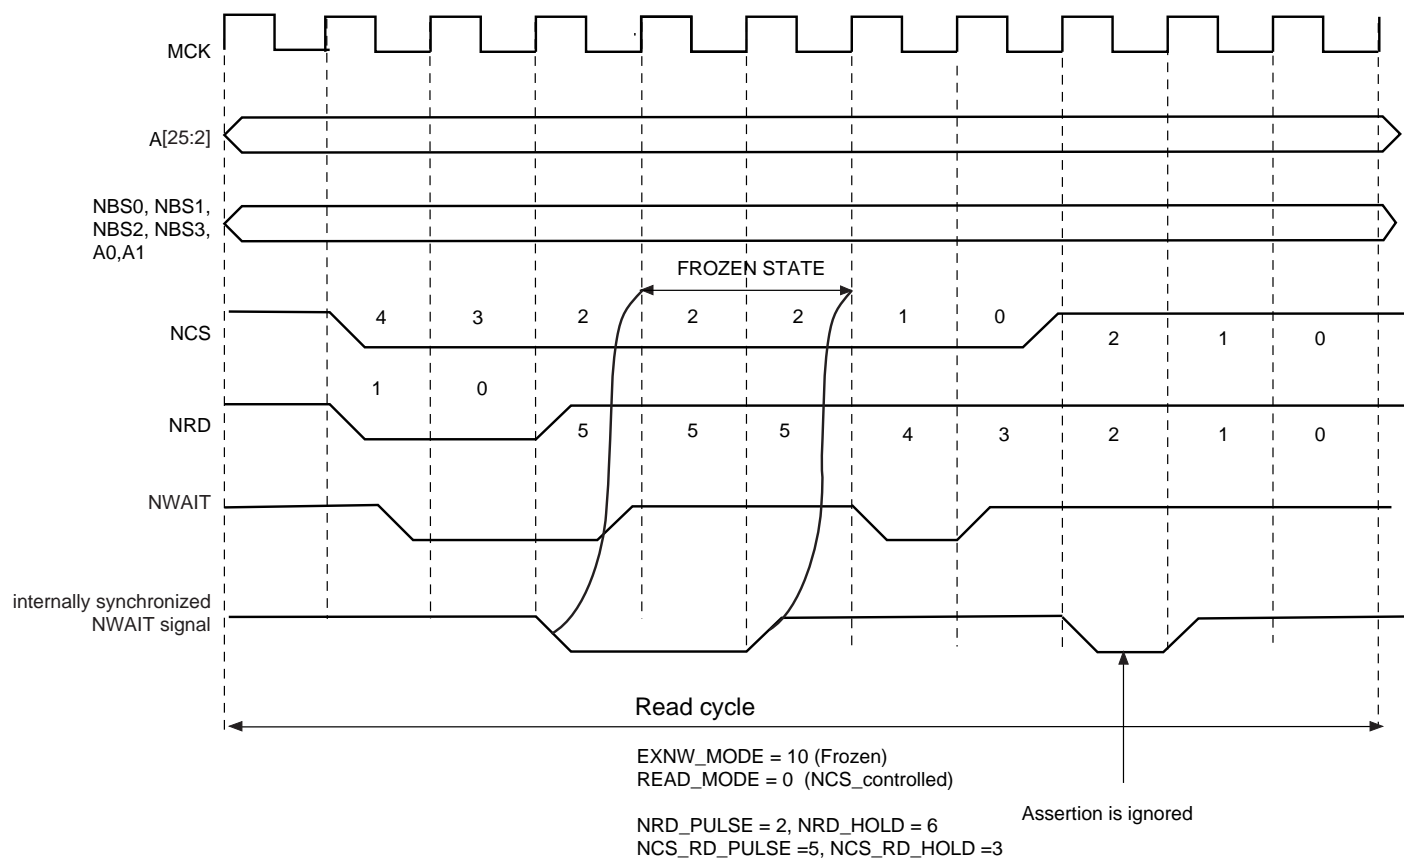 MCK
A[25:2]
NBS0, NBS1,
NBS2, NBS3,
A0,A1
FROZEN STATE
NCS
4 3 2 2 2 1 0
2 1 0
1 0
NRD
5 5 5 4 3 2 1 0
NWAIT
internally synchronized
NWAIT signal
Read cycle
EXNW_MODE = 10 (Frozen)
READ_MODE = 0 (NCS_controlled)
Assertion is ignored
NRD_PULSE = 2, NRD_HOLD = 6
NCS_RD_PULSE =5, NCS_RD_HOLD =3